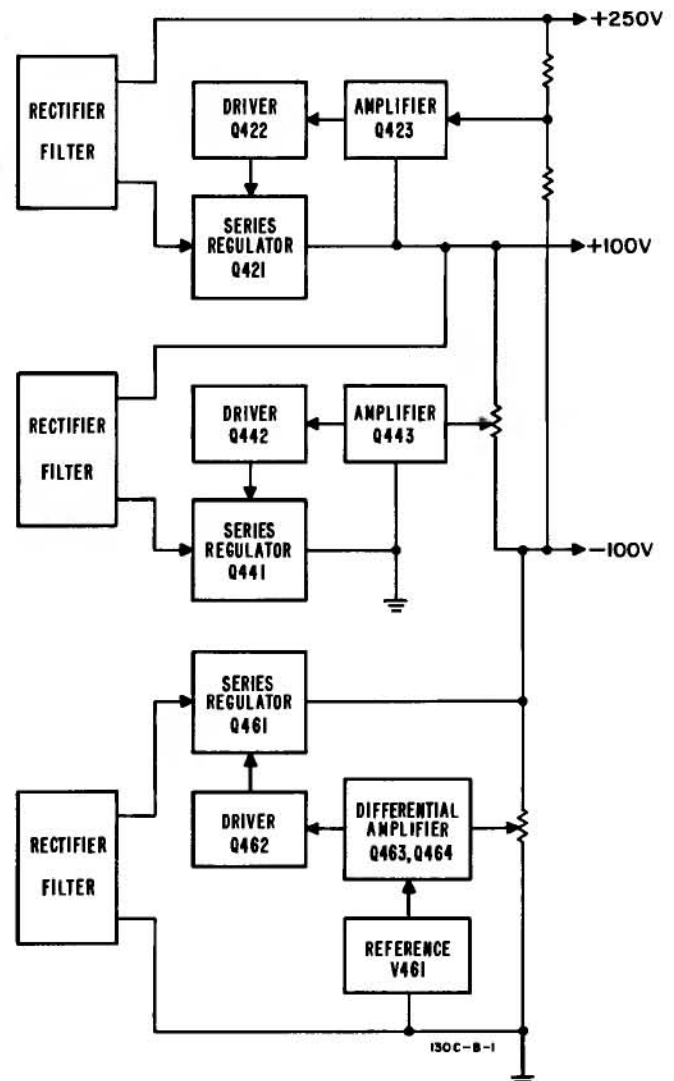 +250V
RECTIFIER
FILTER
DRIVER
Q422
AMPLIFIER
Q423
SERIES
REGULATOR
Q421
+100V
RECTIFIER
FILTER
DRIVER
Q442
AMPLIFIER
Q443
SERIES
REGULATOR
Q441
-100V
SERIES
REGULATOR
Q461
RECTIFIER
FILTER
DRIVER
Q462
DIFFERENTIAL
AMPLIFIER
Q463,Q464
REFERENCE
V461
130C-B-1